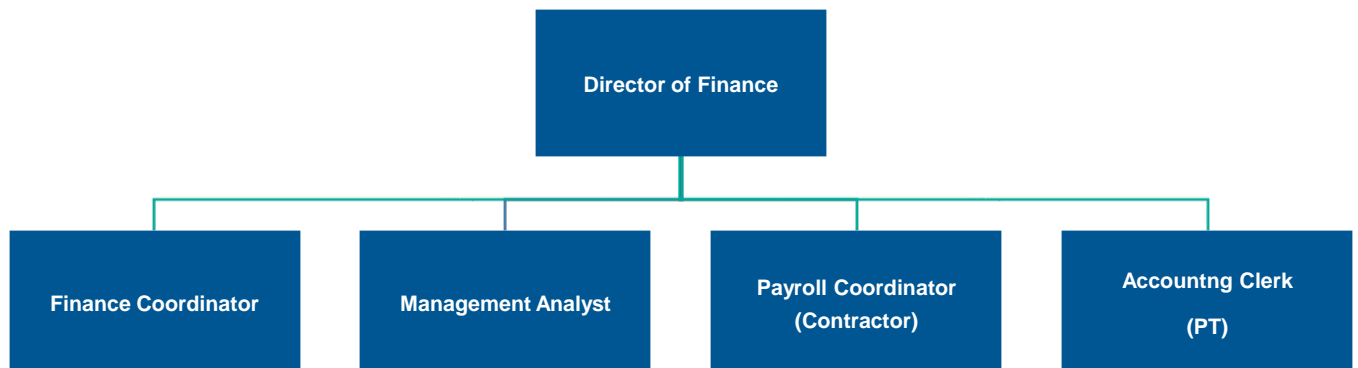 Director of Finance
Finance Coordinator
Management Analyst
Payroll Coordinator
(Contractor)
Accountng Clerk
(PT)